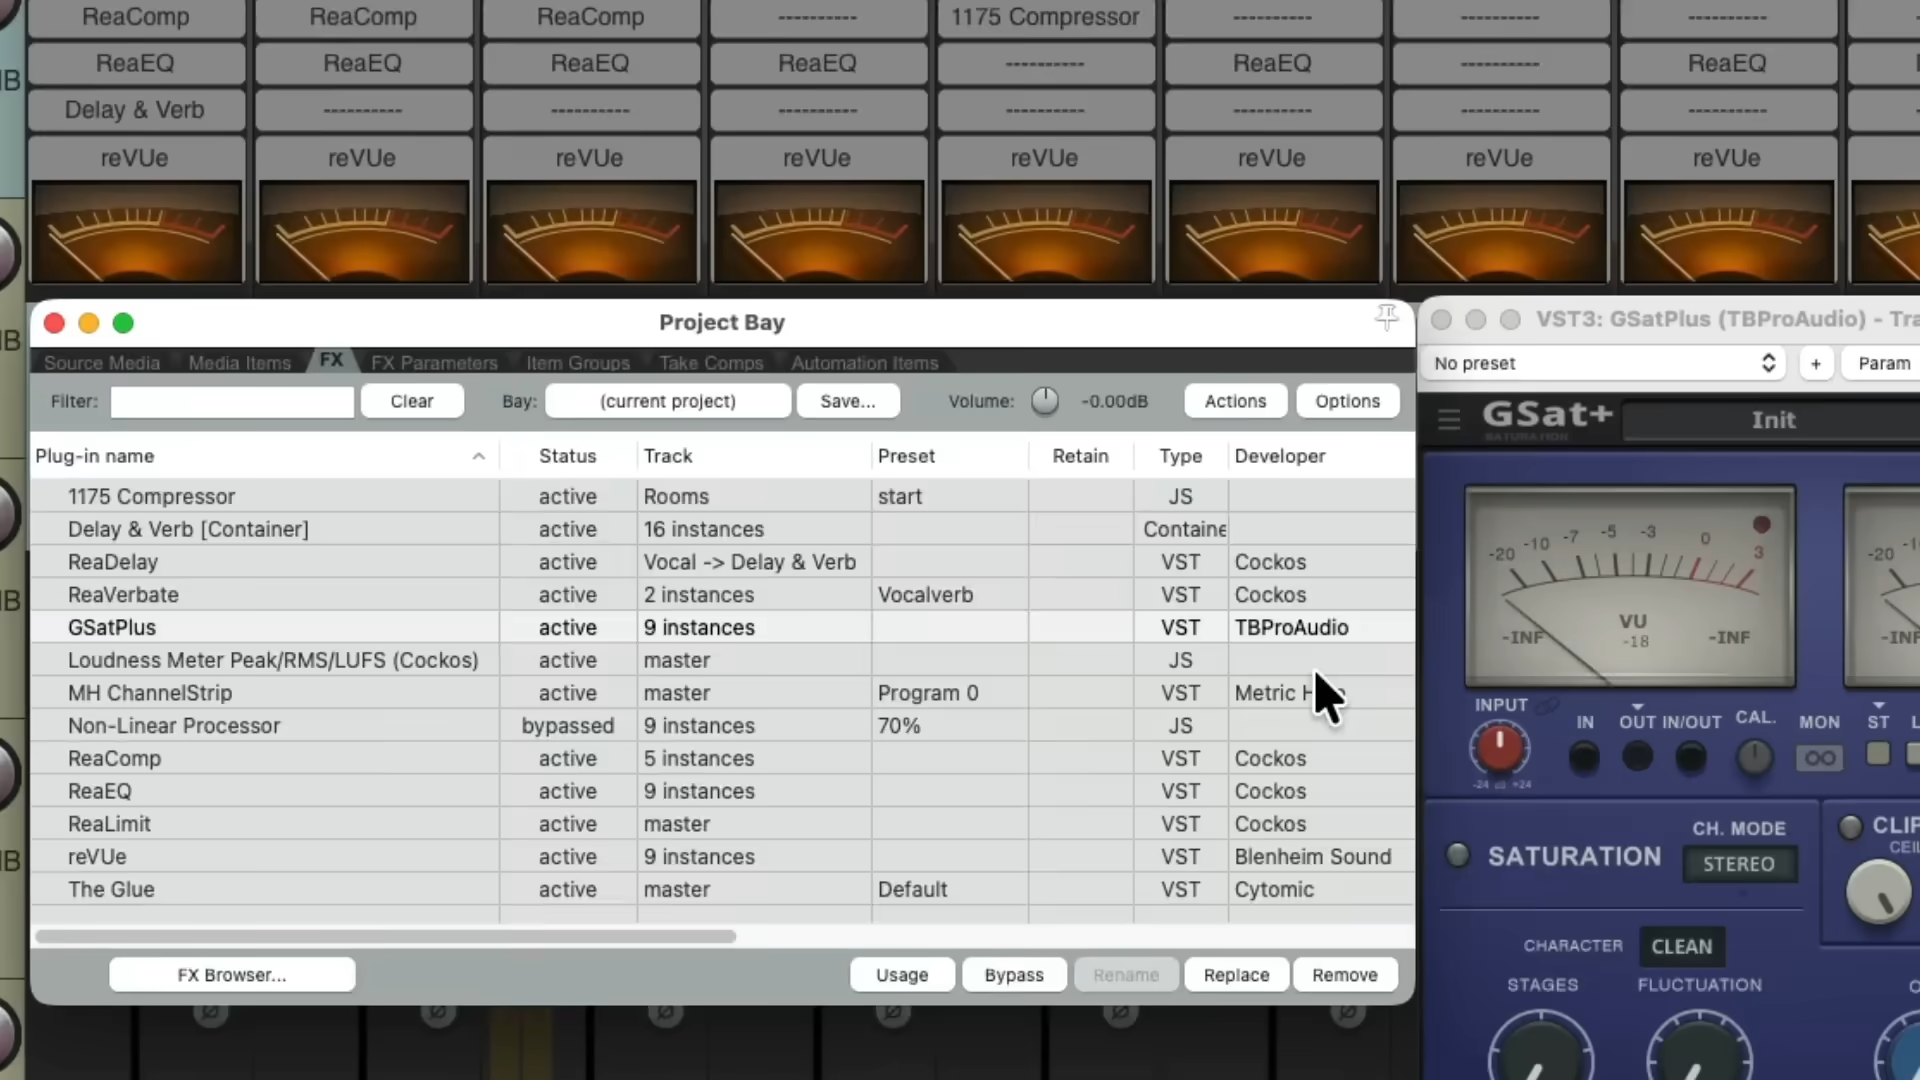 ReaComp ReaComp ReaComp ---------- 1175 Compressor ---------- ---------- ----------
ReaEQ ReaEQ ReaEQ ReaEQ ---------- ReaEQ ---------- ReaEQ
Delay & Verb ---------- ---------- ---------- ---------- ---------- ---------- ----------
reVUe reVUe reVUe reVUe reVUe reVUe reVUe reVUe
Project Bay
Source Media Media Items FX FX Parameters Item Groups Take Comps Automation Items
Filter: Clear Bay: (current project) Save... Volume: -0.00dB Actions Options
Plug-in name Status Track Preset Retain Type Developer
1175 Compressor active Rooms start JS
Delay & Verb [Container] active 16 instances Containe
ReaDelay active Vocal -> Delay & Verb VST Cockos
ReaVerbate active 2 instances Vocalverb VST Cockos
GSatPlus active 9 instances VST TBProAudio
Loudness Meter Peak/RMS/LUFS (Cockos) active master JS
MH ChannelStrip active master Program 0 VST Metric
Non-Linear Processor bypassed 9 instances 70% JS
ReaComp active 5 instances VST Cockos
ReaEQ active 9 instances VST Cockos
ReaLimit active master VST Cockos
reVUe active 9 instances VST Blenheim Sound
The Glue active master Default VST Cytomic
FX Browser... Usage Bypass Rename Replace Remove
VST3: GSatPlus (TBProAudio) - Tra
No preset + Param
GSat+ Init
SATURATION
-20 -10 -7 -5 -3 0 3
-20
VU
-18
-INF -INF
INPUT IN OUT IN/OUT CAL. MON ST
-24 dB +24
SATURATION CH. MODE
STEREO
CLIP
CEIL
CHARACTER CLEAN
STAGES FLUCTUATION